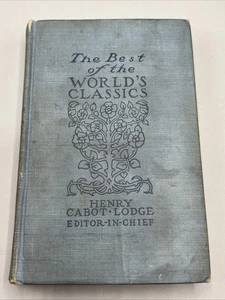 The Best
of the
WORLD'S
CLASSICS
HENRY
CABOT·LODGE
EDITOR-IN-CHIEF